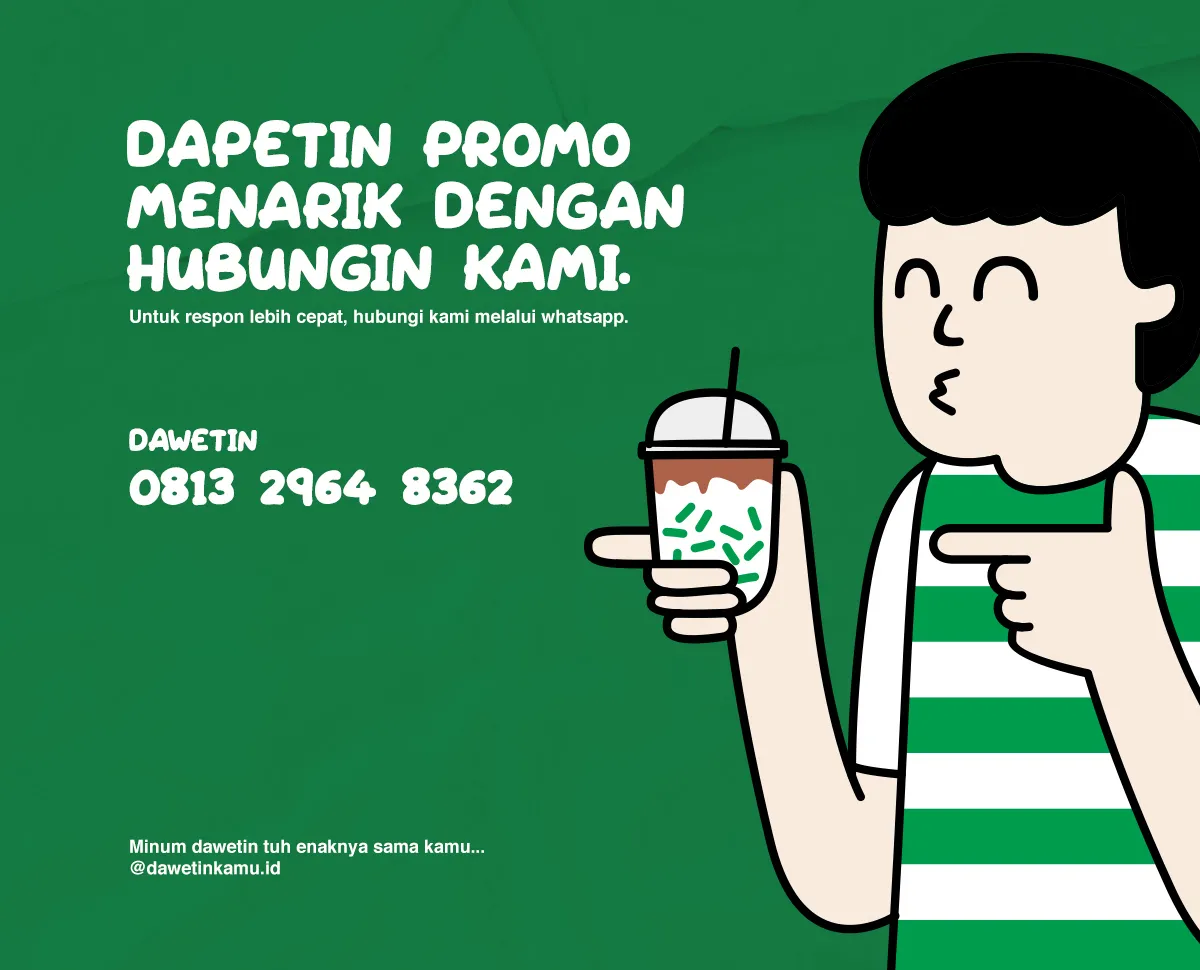 DAPETIN PROMO
MENARIK DENGAN
HUBUNGIN KAMI.
Untuk respon lebih cepat, hubungi kami melalui whatsapp.
DAWETIN
0813 2964 8362
Minum dawetin tuh enaknya sama kamu...
@dawetinkamu.id